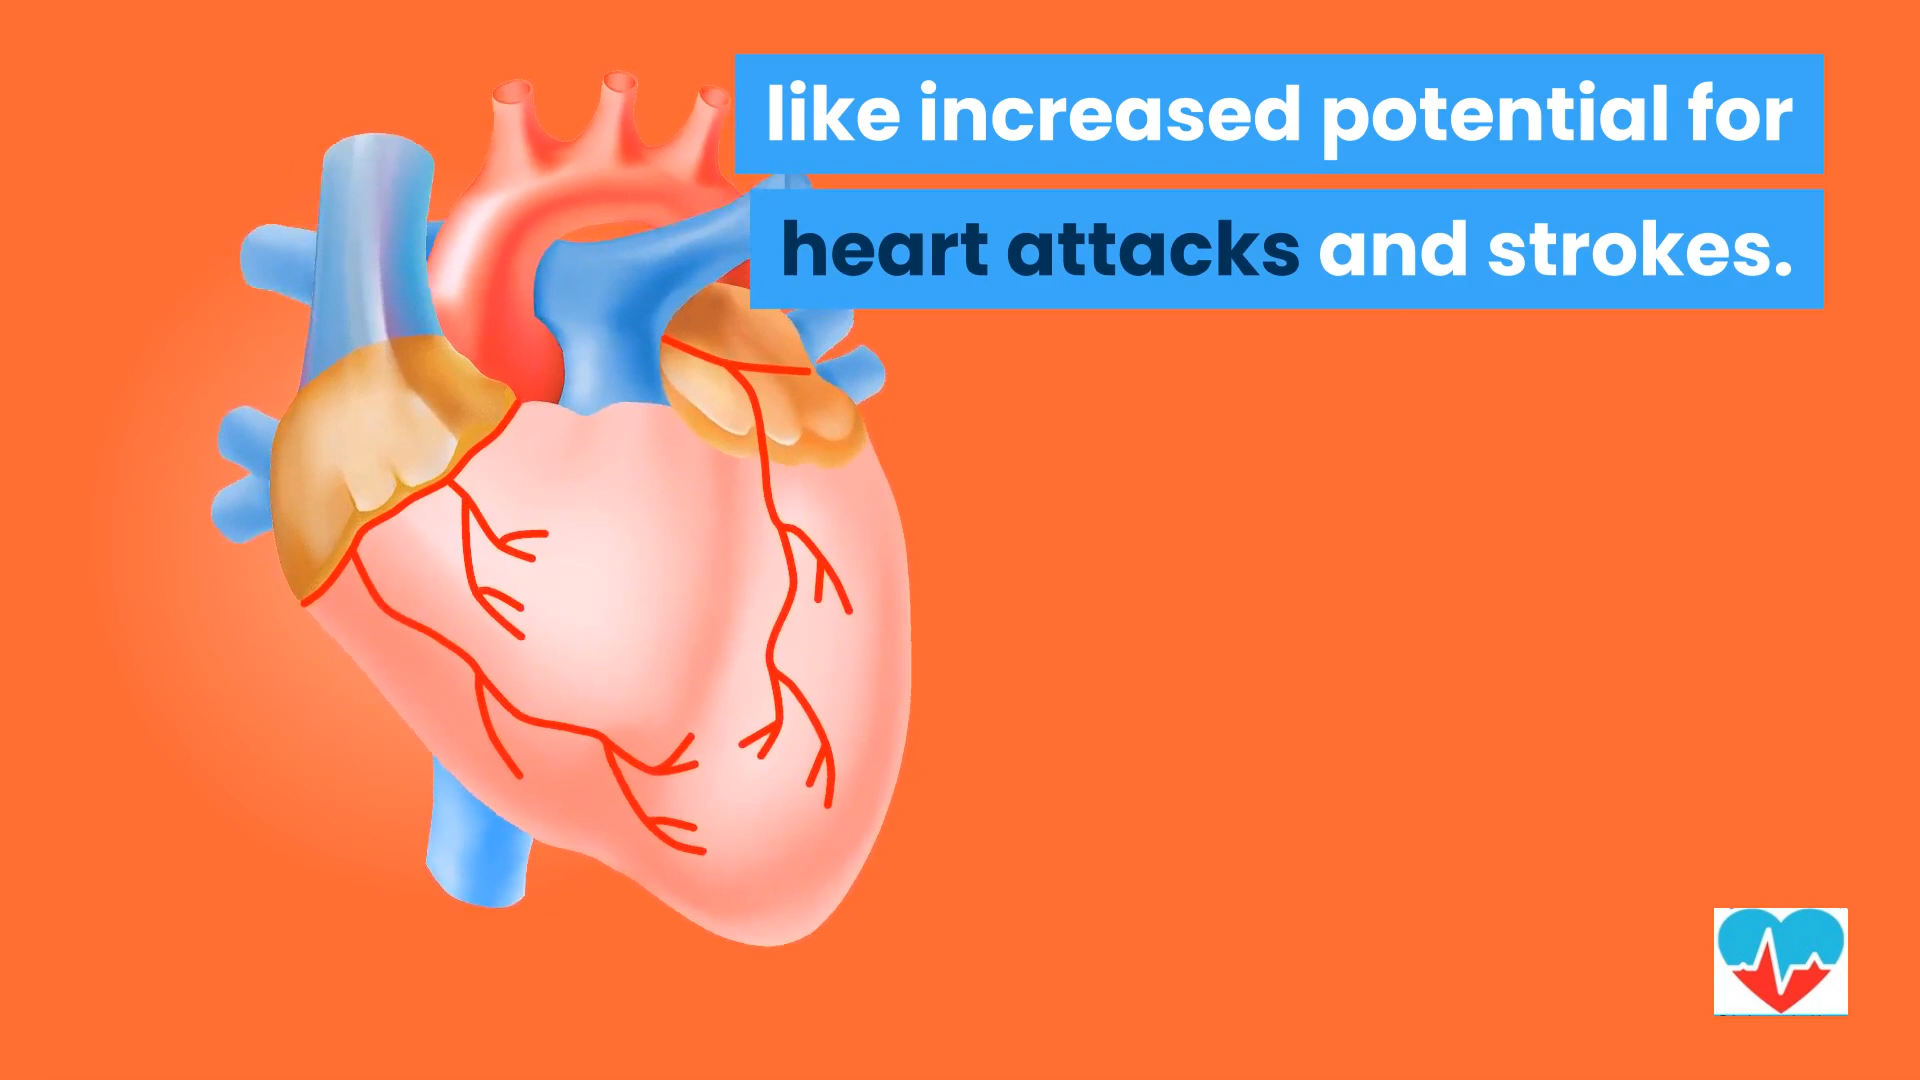 like increased potential for
heart attacks and strokes.